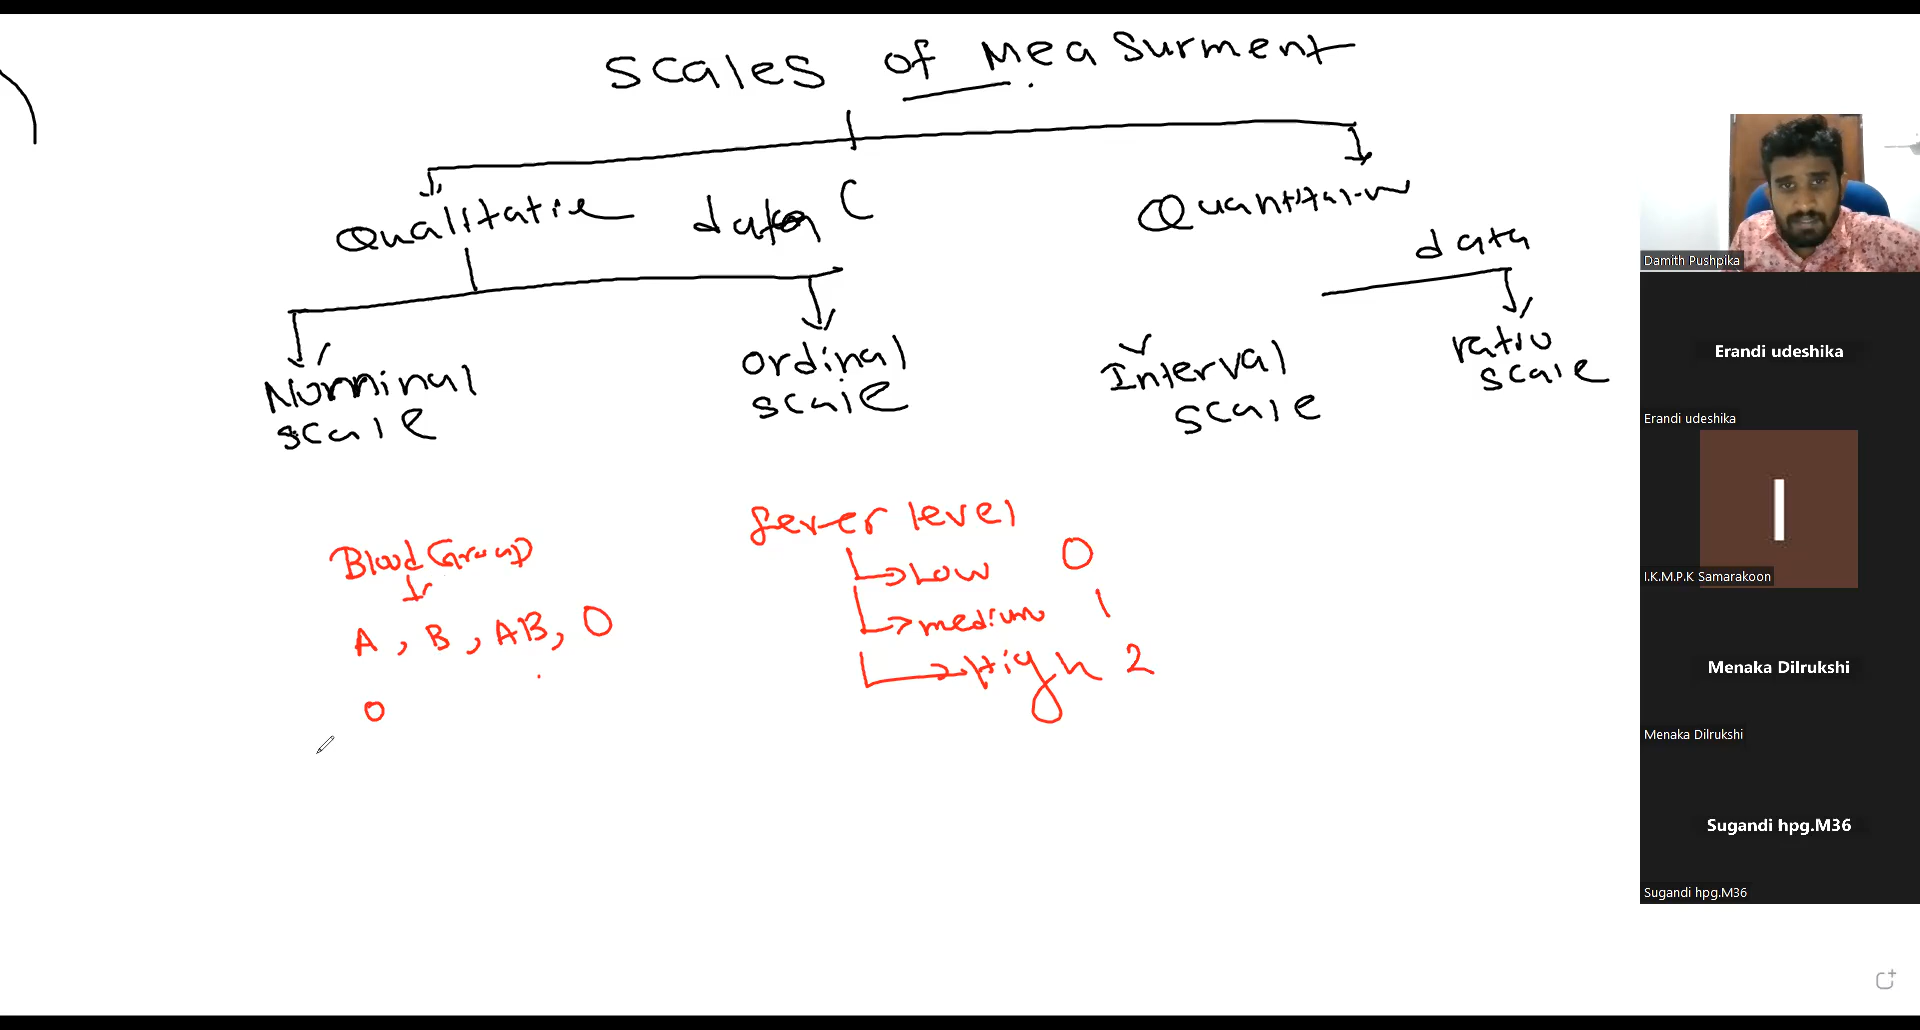 Scales of Measurment
Qualitatie data (
Quantitativ
data
Nominal
scale
Ordinal
scale
Interval
scale
ratio
scale
Blood Group
A, B, AB, O
0
fever level
Low 0
medium 1
High 2
Damith Pushpika
Erandi udeshika
Erandi udeshika
I
I.K.M.P.K Samarakoon
Menaka Dilrukshi
Menaka Dilrukshi
Sugandi hpg.M36
Sugandi hpg.M36